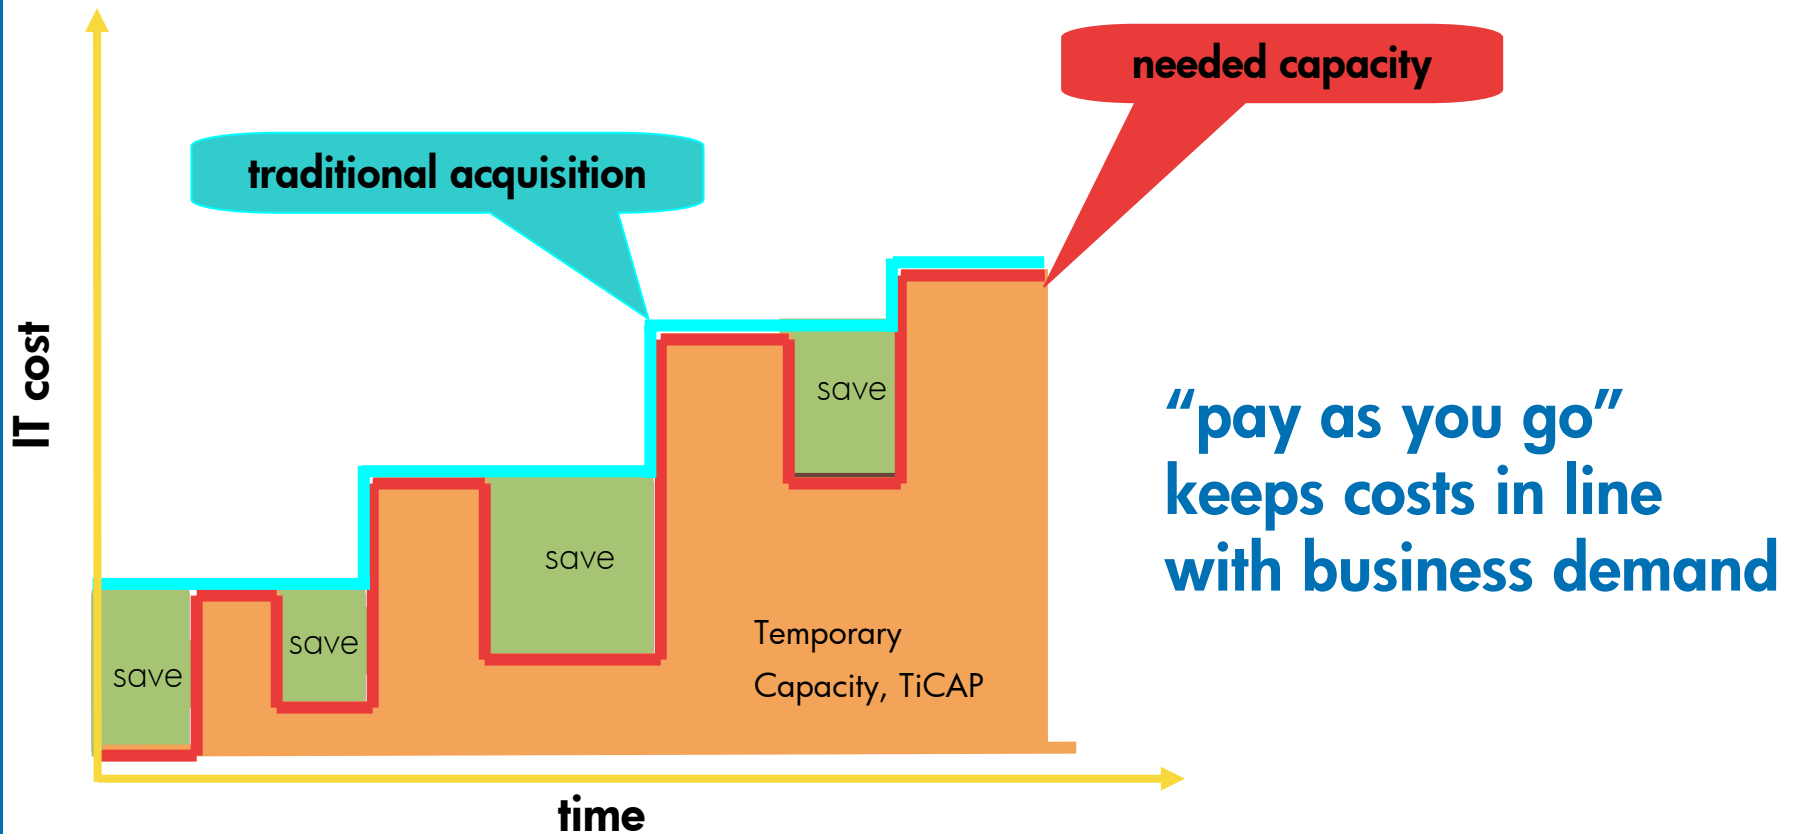 needed capacity
traditional acquisition
IT cost
save
save
save
save
Temporary
Capacity, TiCAP
time
“pay as you go”
keeps costs in line
with business demand